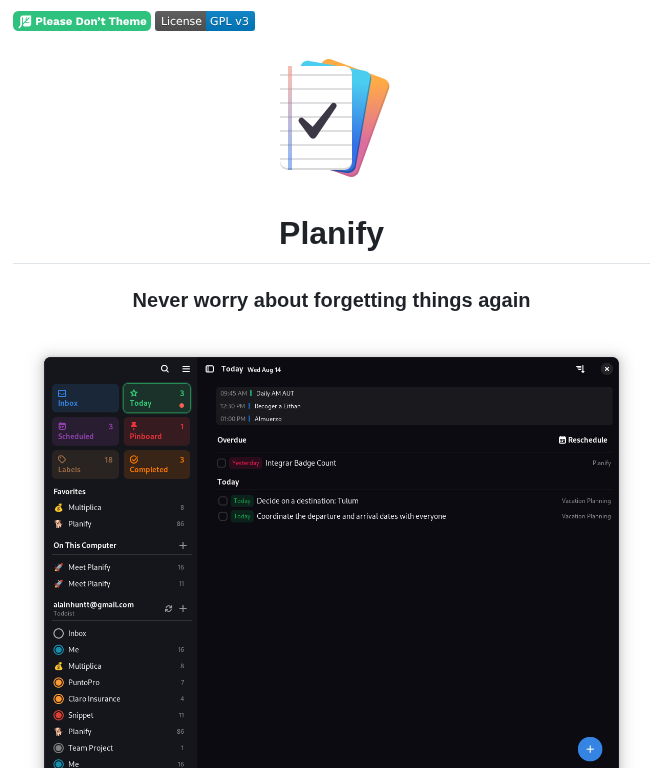 Please Don't Theme
License GPL v3
Planify
Never worry about forgetting things again
Inbox
Today 3
Scheduled 3
Pinboard 1
Labels 18
Completed 3
Favorites
Multiplica 8
Planify 86
On This Computer
Meet Planify 16
Meet Planify 11
alainhuntt@gmail.com
Todoist
Inbox
Me 16
Multiplica 8
PuntoPro 7
Claro Insurance 4
Snippet 11
Planify 86
Team Project 1
Me 16
Today Wed Aug 14
09:45 AM Daily AM AUT
12:30 PM Recoger a Lithan
01:00 PM Almuerzo
Overdue Reschedule
Yesterday Integrar Badge Count Planify
Today
Today Decide on a destination: Tulum Vacation Planning
Today Coordinate the departure and arrival dates with everyone Vacation Planning